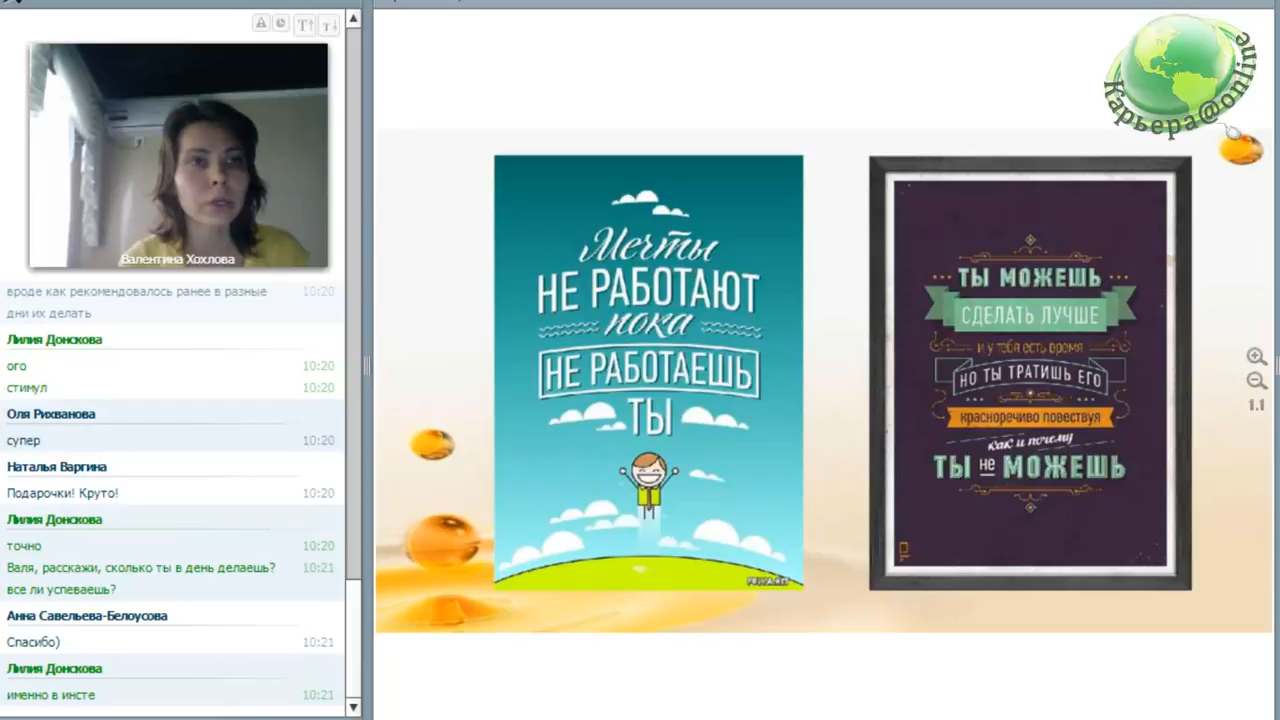 T↑ T↓
Валентина Хохлова
вроде как рекомендовалось ранее в разные 10:20
дни их делать
Лилия Донскова
ого 10:20
стимул 10:20
Оля Рихванова
супер 10:20
Наталья Варгина
Подарочки! Круто! 10:20
Лилия Донскова
точно 10:20
Валя, расскажи, сколько ты в день делаешь? 10:21
все ли успеваешь?
Анна Савельева-Белоусова
Спасибо) 10:21
Лилия Донскова
именно в инсте 10:21
Мечты
НЕ РАБОТАЮТ
пока
НЕ РАБОТАЕШЬ
ТЫ
ТЫ МОЖЕШЬ
СДЕЛАТЬ ЛУЧШЕ
и у тебя есть время
НО ТЫ ТРАТИШЬ ЕГО
красноречиво повествуя
как и почему
ТЫ не МОЖЕШЬ
Карьера@online
1.1